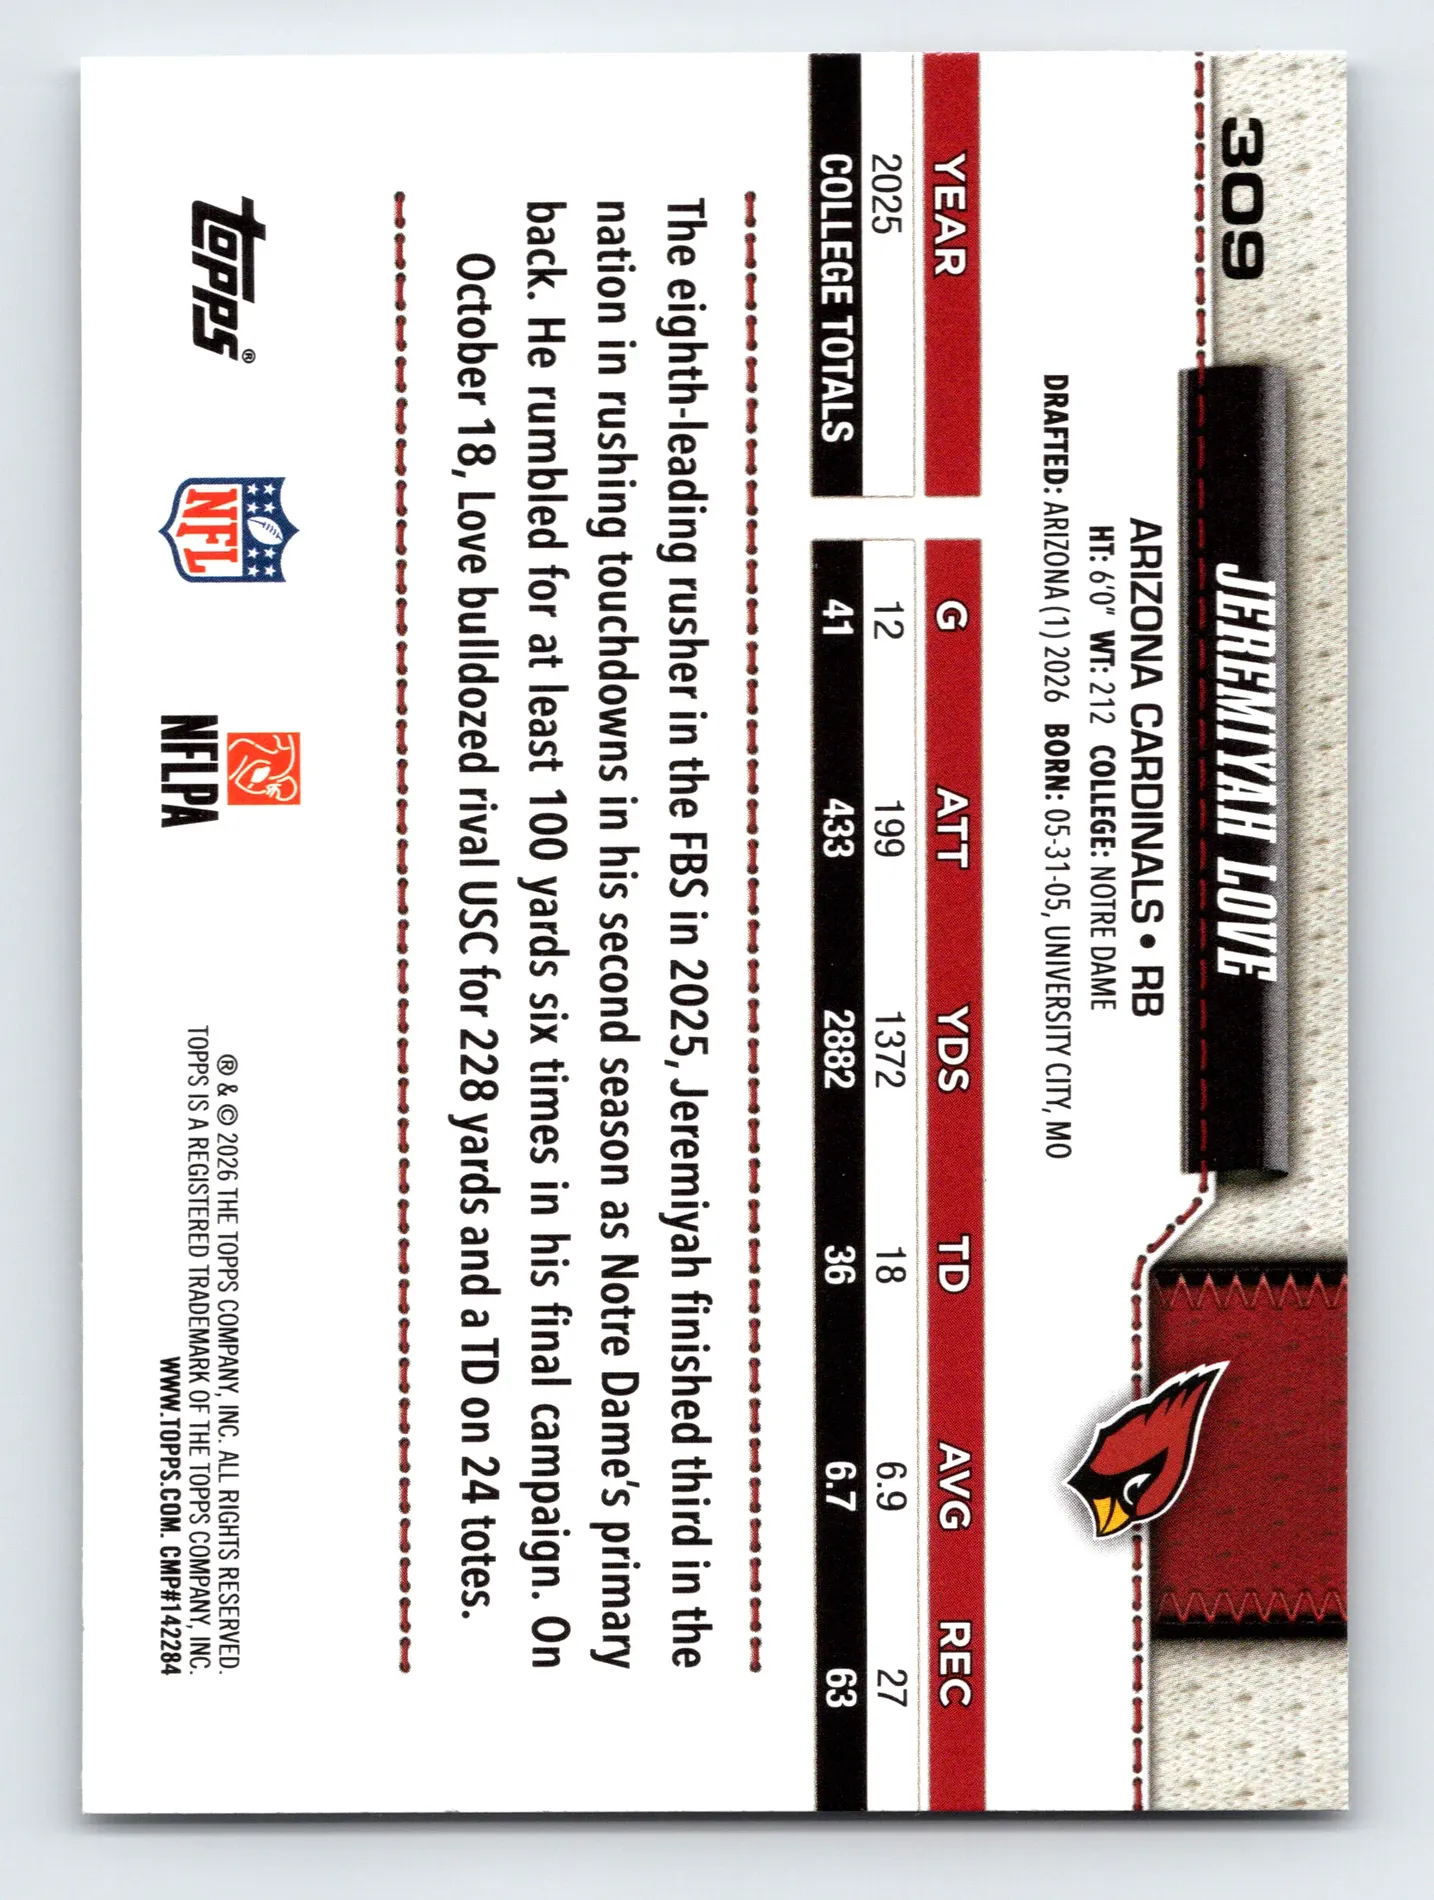 309
JEREMIYAH LOVE
ARIZONA CARDINALS • RB
HT: 6'0" WT: 212 COLLEGE: NOTRE DAME
DRAFTED: ARIZONA (1) 2026 BORN: 05-31-05, UNIVERSITY CITY, MO
YEAR G ATT YDS TD AVG REC
2025 12 199 1372 18 6.9 27
COLLEGE TOTALS 41 433 2882 36 6.7 63
The eighth-leading rusher in the FBS in 2025, Jeremiyah finished third in the
nation in rushing touchdowns in his second season as Notre Dame's primary
back. He rumbled for at least 100 yards six times in his final campaign. On
October 18, Love bulldozed rival USC for 228 yards and a TD on 24 totes.
topps®
NFL
NFLPA
® & © 2026 THE TOPPS COMPANY, INC. ALL RIGHTS RESERVED.
TOPPS IS A REGISTERED TRADEMARK OF THE TOPPS COMPANY, INC.
WWW.TOPPS.COM. CMP#142284